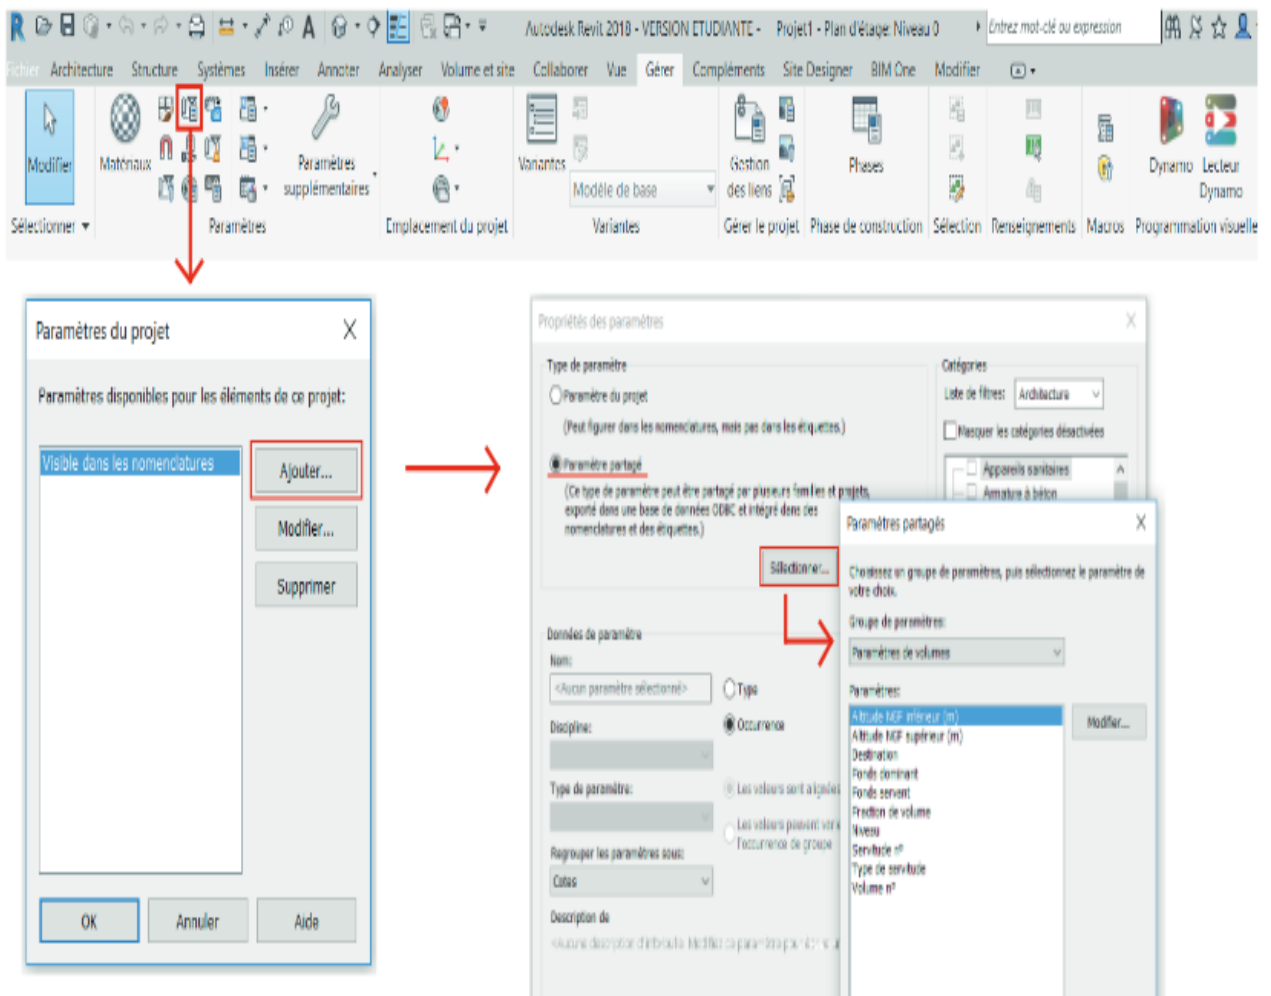 Autodesk Revit 2018 - VERSION ETUDIANTE - Projet1 - Plan d'étage: Niveau 0
Entrez mot-clé ou expression
Fichier Architecture Structure Systèmes Insérer Annoter Analyser Volume et site Collaborer Vue Gérer Compléments Site Designer BIM One Modifier
Modifier
Matériaux
Paramètres
supplémentaires
Variantes
Modèle de base
Gestion
des liens
Phases
Dynamo
Lecteur
Dynamo
Sélectionner
Paramètres
Emplacement du projet
Variantes
Gérer le projet
Phase de construction
Sélection
Renseignements
Macros
Programmation visuelle
Paramètres du projet
Paramètres disponibles pour les éléments de ce projet:
Visible dans les nomenclatures
Ajouter...
Modifier...
Supprimer
OK
Annuler
Aide
Propriétés des paramètres
Type de paramètre
Paramètre du projet
(Peut figurer dans les nomenclatures, mais pas dans les étiquettes.)
Paramètre partagé
(Ce type de paramètre peut être partagé par plusieurs familles et projets,
exporté dans une base de données ODBC et intégré dans des
nomenclatures et des étiquettes.)
Sélectionner...
Catégories
Liste de filtres: Architecture
Masquer les catégories désactivées
Appareils sanitaires
Armature à béton
Données de paramètre
Nom:
<Aucun paramètre sélectionné>
Type
Discipline:
Occurrence
Type de paramètre:
Les valeurs sont alignées
Les valeurs peuvent
l'occurrence de groupe
Regrouper les paramètres sous:
Cotes
Description de
Paramètres partagés
Choisissez un groupe de paramètres, puis sélectionnez le paramètre de
votre choix.
Groupe de paramètres:
Paramètres de volumes
Paramètres:
Altitude NGF inférieur (m)
Altitude NGF supérieur (m)
Destination
Fonds dominant
Fonds servant
Fraction de volume
Niveau
Servitude n°
Type de servitude
Volume n°
Modifier...